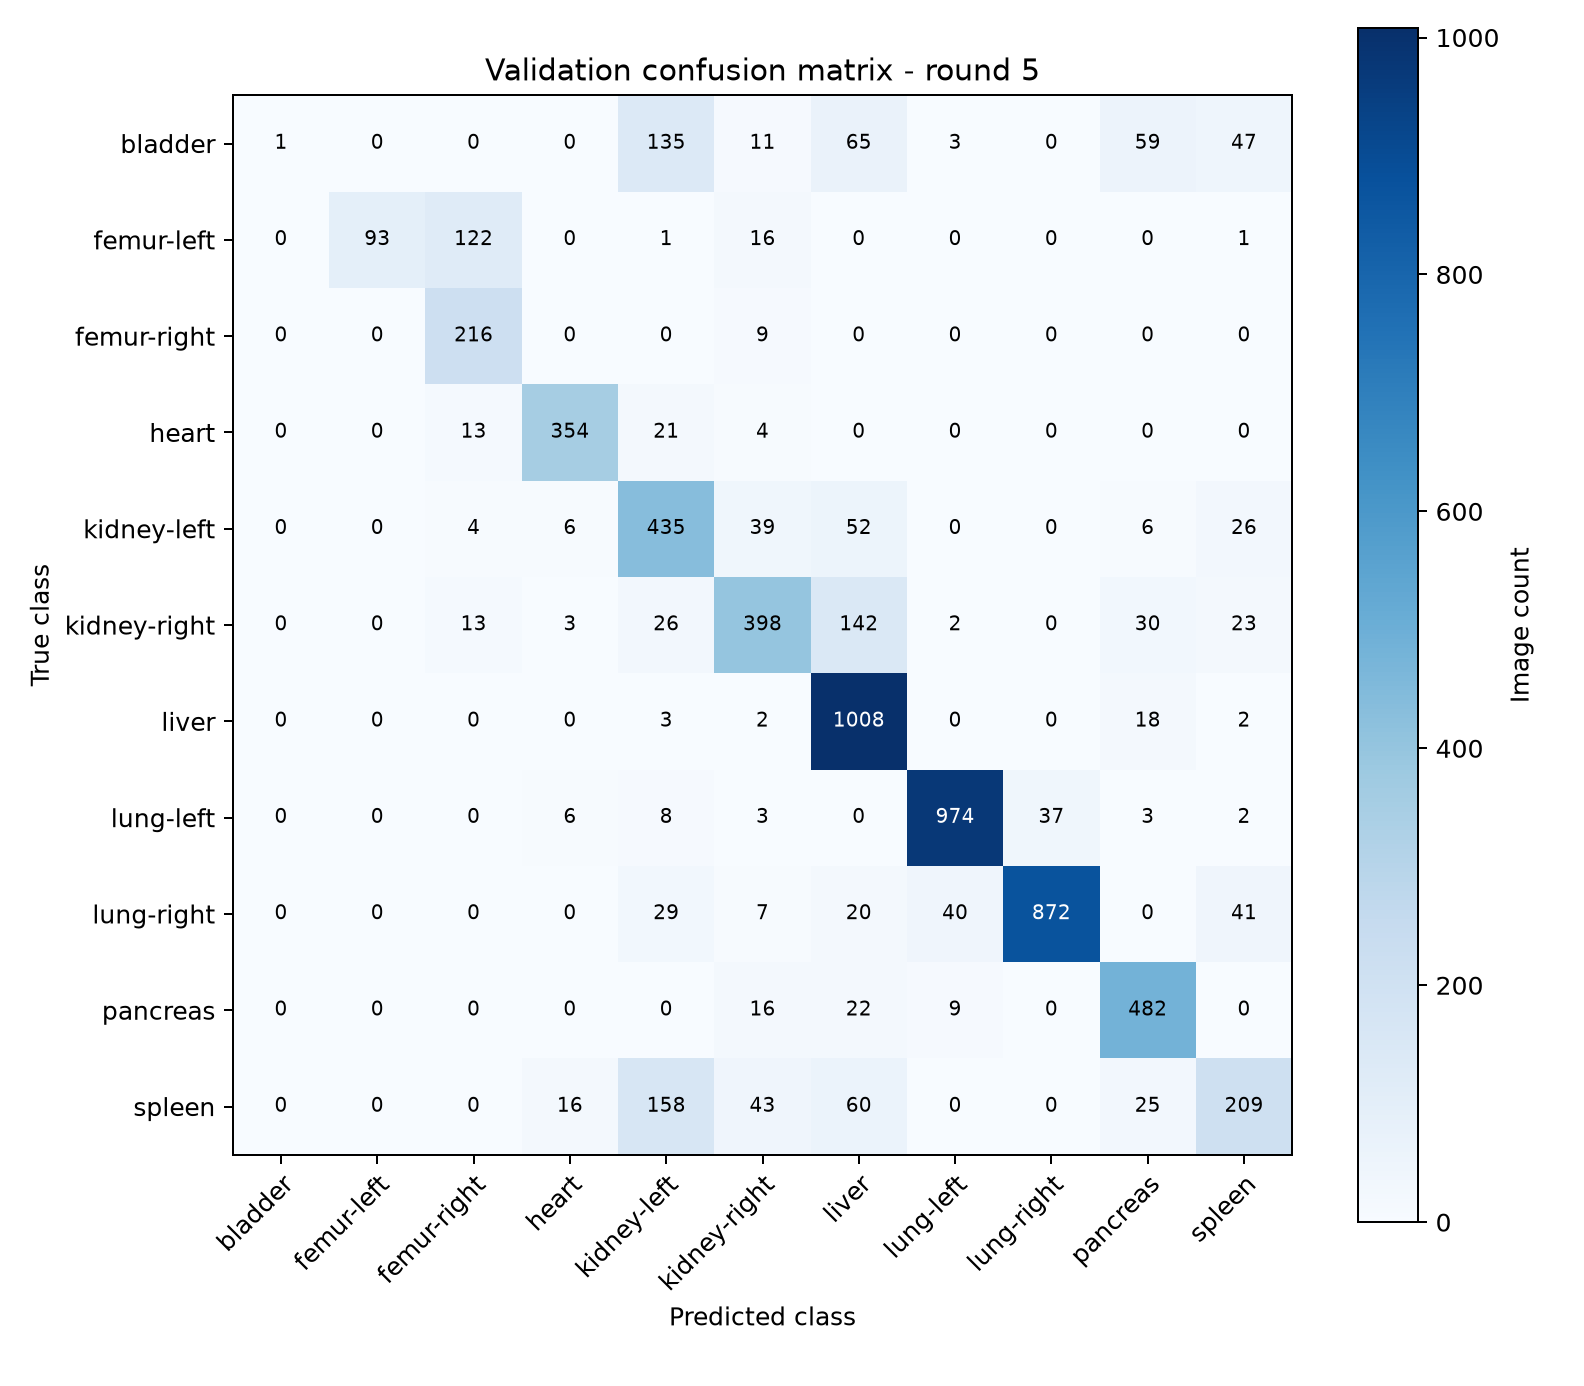 Validation confusion matrix - round 5
bladder 1 0 0 0 135 11 65 3 0 59 47
femur-left 0 93 122 0 1 16 0 0 0 0 1
femur-right 0 0 216 0 0 9 0 0 0 0 0
heart 0 0 13 354 21 4 0 0 0 0 0
kidney-left 0 0 4 6 435 39 52 0 0 6 26
kidney-right 0 0 13 3 26 398 142 2 0 30 23
liver 0 0 0 0 3 2 1008 0 0 18 2
lung-left 0 0 0 6 8 3 0 974 37 3 2
lung-right 0 0 0 0 29 7 20 40 872 0 41
pancreas 0 0 0 0 0 16 22 9 0 482 0
spleen 0 0 0 16 158 43 60 0 0 25 209
True class
bladder femur-left femur-right heart kidney-left kidney-right liver lung-left lung-right pancreas spleen
Predicted class
1000
800
600
400
200
0
Image count